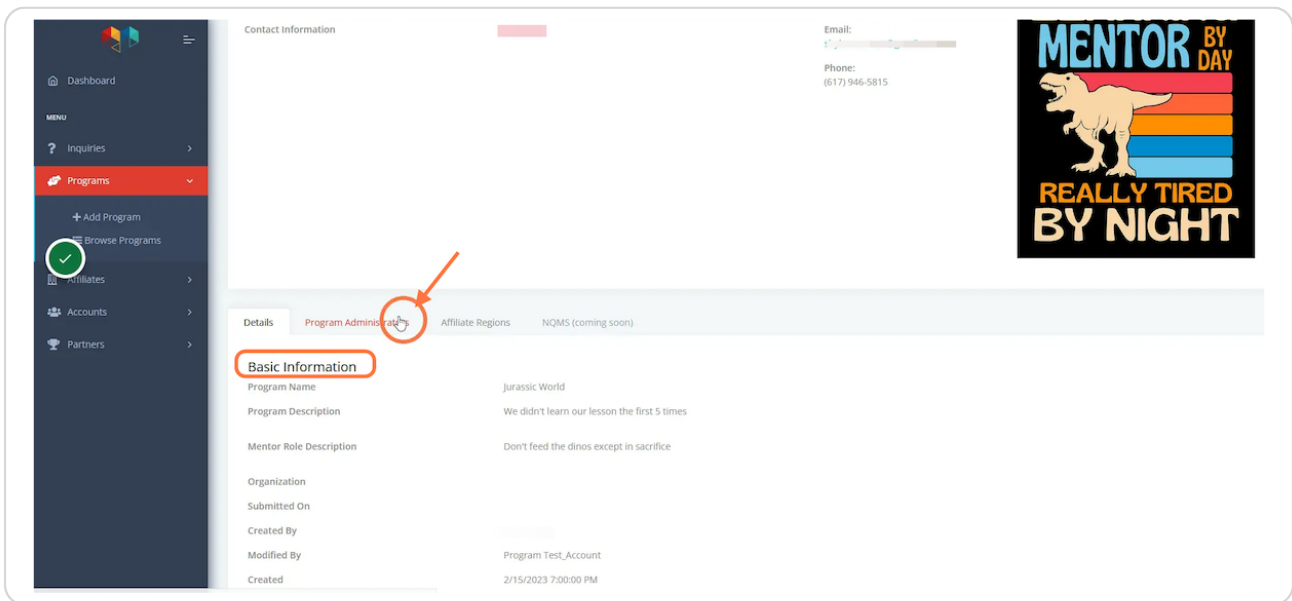 Contact Information
Email:
Phone:
(617) 946-5815
MENTOR BY DAY
REALLY TIRED
BY NIGHT
Dashboard
MENU
? Inquiries
Programs
+ Add Program
Browse Programs
Affiliates
Accounts
Partners
Details Program Administrators Affiliate Regions NQMS (coming soon)
Basic Information
Program Name Jurassic World
Program Description We didn't learn our lesson the first 5 times
Mentor Role Description Don't feed the dinos except in sacrifice
Organization
Submitted On
Created By
Modified By Program Test_Account
Created 2/15/2023 7:00:00 PM